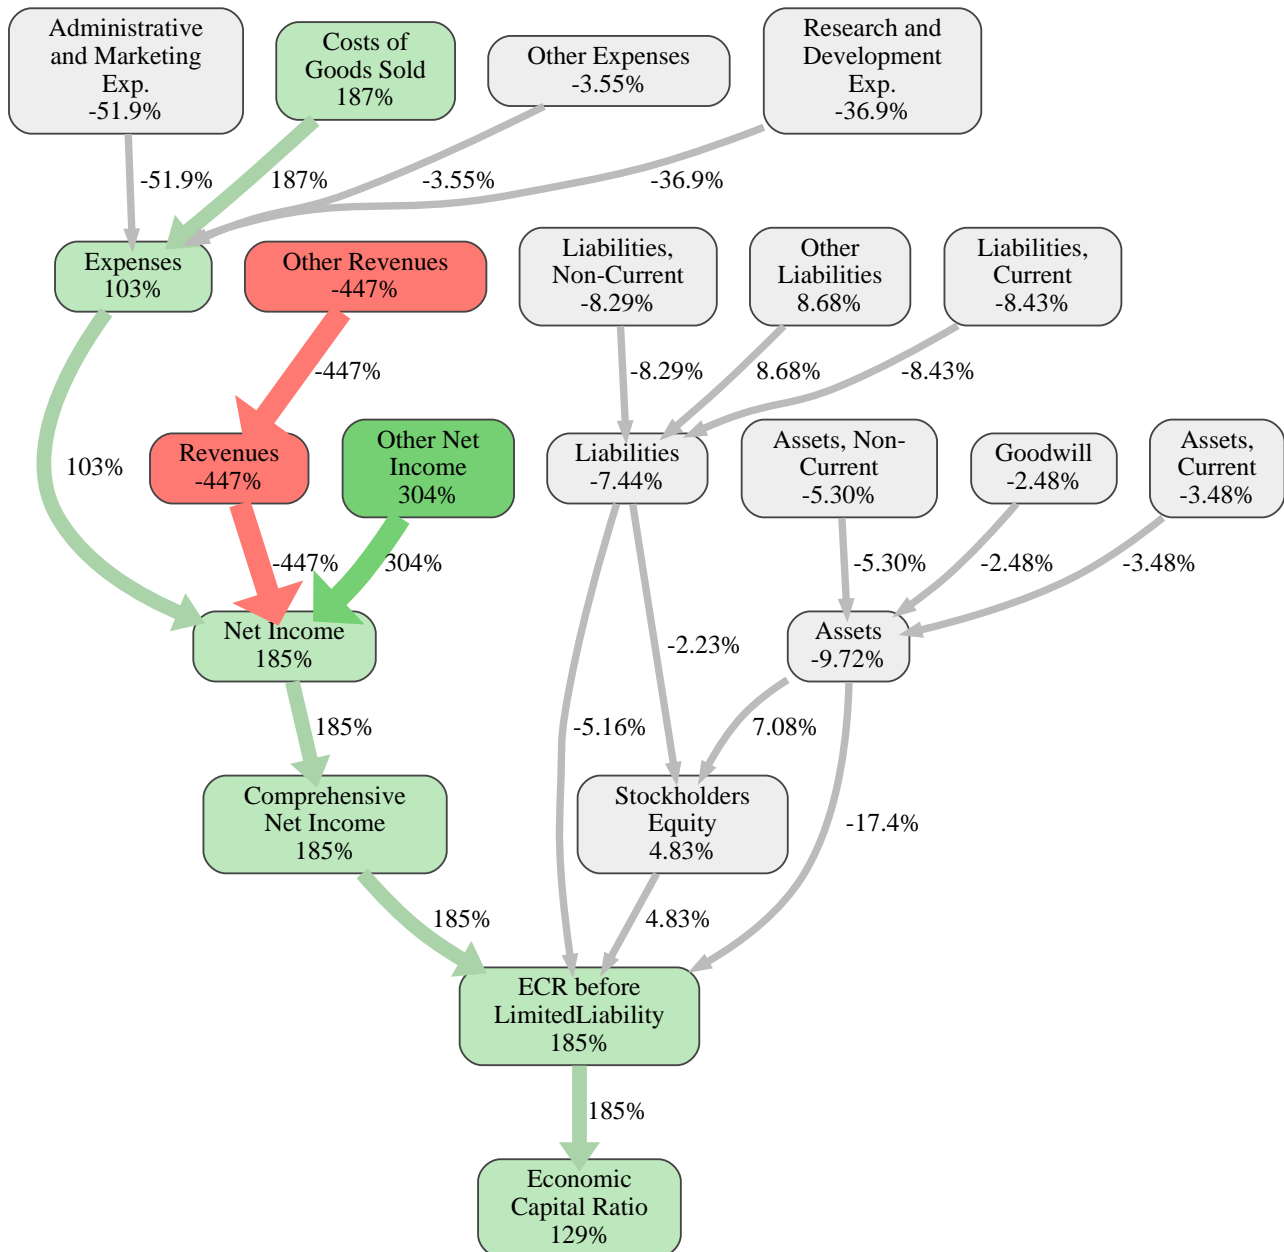 Administrative
and Marketing
Exp.
-51.9%
Costs of
Goods Sold
187%
Other Expenses
-3.55%
Research and
Development
Exp.
-36.9%
-51.9%
187%
-3.55%
-36.9%
Expenses
103%
Other Revenues
-447%
Liabilities,
Non-Current
-8.29%
Other
Liabilities
8.68%
Liabilities,
Current
-8.43%
-447%
-8.29%
8.68%
-8.43%
103%
Revenues
-447%
Other Net
Income
304%
Liabilities
-7.44%
Assets, Non-
Current
-5.30%
Goodwill
-2.48%
Assets,
Current
-3.48%
-447%
304%
-5.30%
-2.48%
-3.48%
Net Income
185%
-2.23%
Assets
-9.72%
185%
-5.16%
7.08%
Comprehensive
Net Income
185%
Stockholders
Equity
4.83%
-17.4%
185%
4.83%
ECR before
LimitedLiability
185%
185%
Economic
Capital Ratio
129%